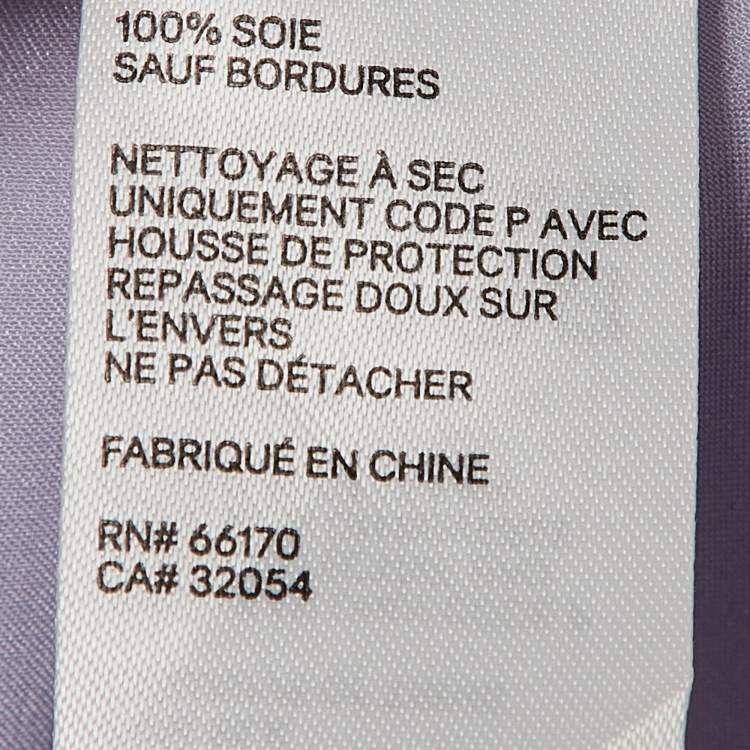 100% SOIE
SAUF BORDURES
NETTOYAGE À SEC
UNIQUEMENT CODE P AVEC
HOUSSE DE PROTECTION
REPASSAGE DOUX SUR
L'ENVERS
NE PAS DÉTACHER
FABRIQUÉ EN CHINE
RN# 66170
CA# 32054